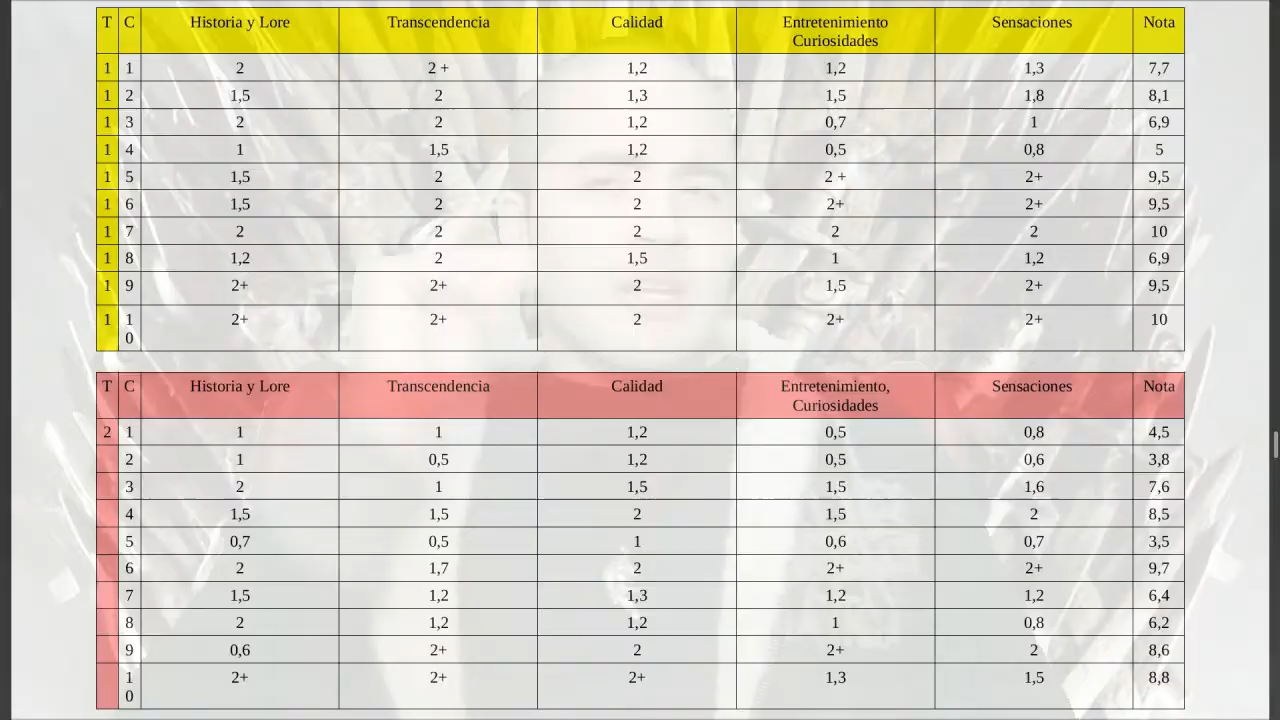 T C Historia y Lore Transcendencia Calidad Entretenimiento Curiosidades Sensaciones Nota
1 1 2 2 + 1,2 1,2 1,3 7,7
1 2 1,5 2 1,3 1,5 1,8 8,1
1 3 2 2 1,2 0,7 1 6,9
1 4 1 1,5 1,2 0,5 0,8 5
1 5 1,5 2 2 2 + 2+ 9,5
1 6 1,5 2 2 2+ 2+ 9,5
1 7 2 2 2 2 2 10
1 8 1,2 2 1,5 1 1,2 6,9
1 9 2+ 2+ 2 1,5 2+ 9,5
1 10 2+ 2+ 2 2+ 2+ 10
T C Historia y Lore Transcendencia Calidad Entretenimiento, Curiosidades Sensaciones Nota
2 1 1 1 1,2 0,5 0,8 4,5
2 1 0,5 1,2 0,5 0,6 3,8
3 2 1 1,5 1,5 1,6 7,6
4 1,5 1,5 2 1,5 2 8,5
5 0,7 0,5 1 0,6 0,7 3,5
6 2 1,7 2 2+ 2+ 9,7
7 1,5 1,2 1,3 1,2 1,2 6,4
8 2 1,2 1,2 1 0,8 6,2
9 0,6 2+ 2 2+ 2 8,6
10 2+ 2+ 2+ 1,3 1,5 8,8